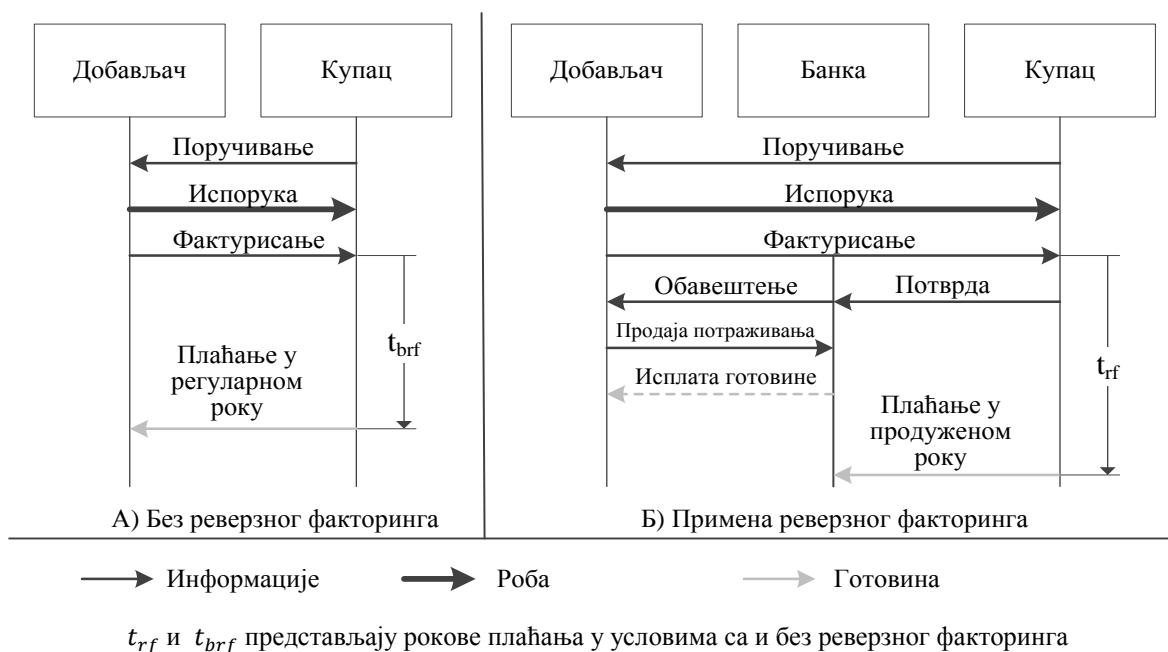 Добављач
Купац
Поручивање
Испорука
Фактурисање
t_brf
Плаћање у
регуларном
року
А) Без реверзног факторинга
Добављач
Банка
Купац
Поручивање
Испорука
Фактурисање
Обавештење
Потврда
Продаја потраживања
Исплата готовине
t_rf
Плаћање у
продуженом
року
Б) Примена реверзног факторинга
Информације
Роба
Готовина
t_rf и t_brf представљају рокове плаћања у условима са и без реверзног факторинга